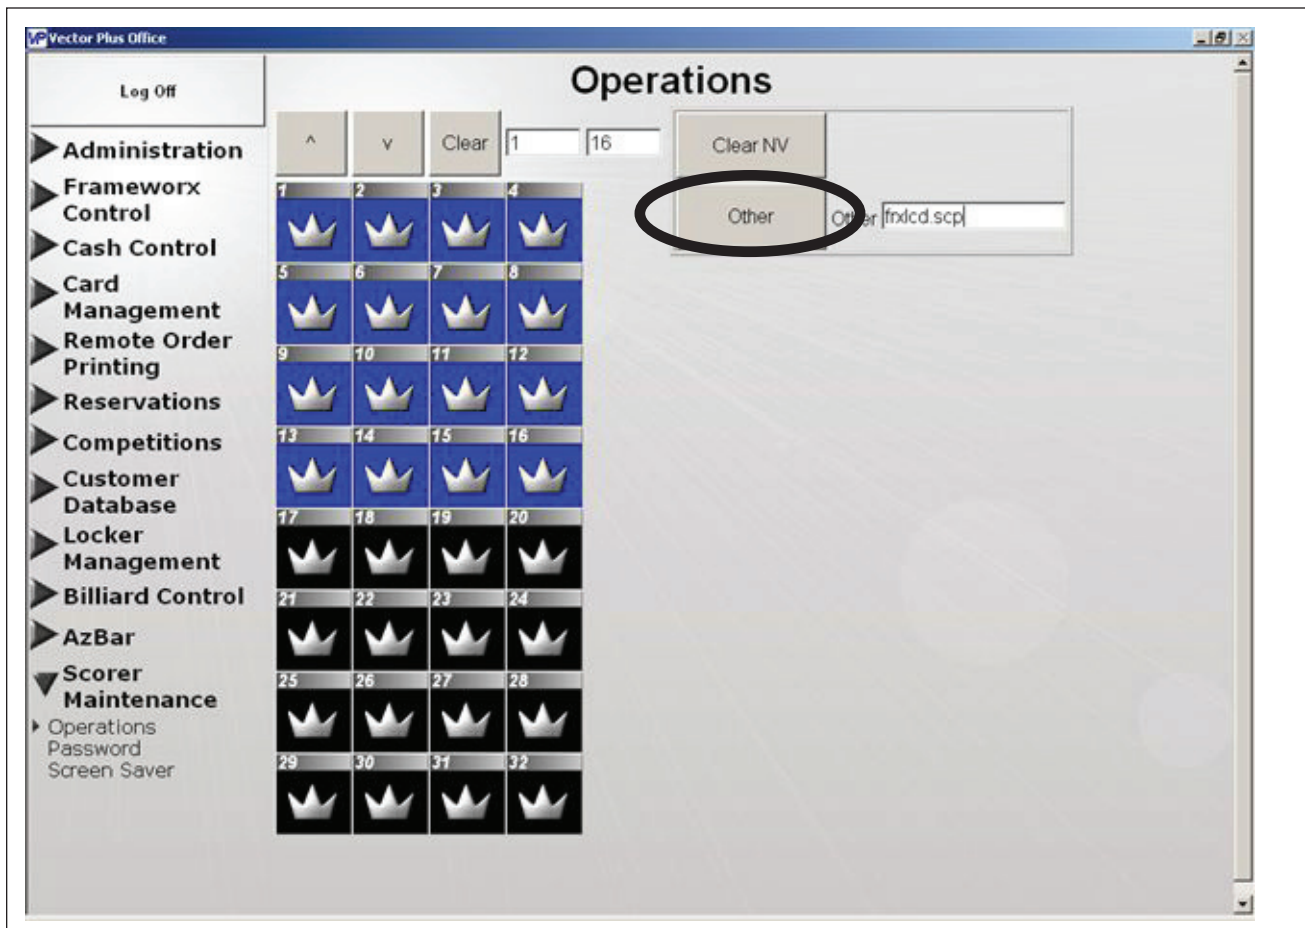 VP Vector Plus Office
Log Off
Operations
Administration
Frameworx
Control
Cash Control
Card
Management
Remote Order
Printing
Reservations
Competitions
Customer
Database
Locker
Management
Billiard Control
AzBar
Scorer
Maintenance
Operations
Password
Screen Saver
^ v Clear 1 16
Clear NV
Other Other frxlcd.scp
1 2 3 4
5 6 7 8
9 10 11 12
13 14 15 16
17 18 19 20
21 22 23 24
25 26 27 28
29 30 31 32